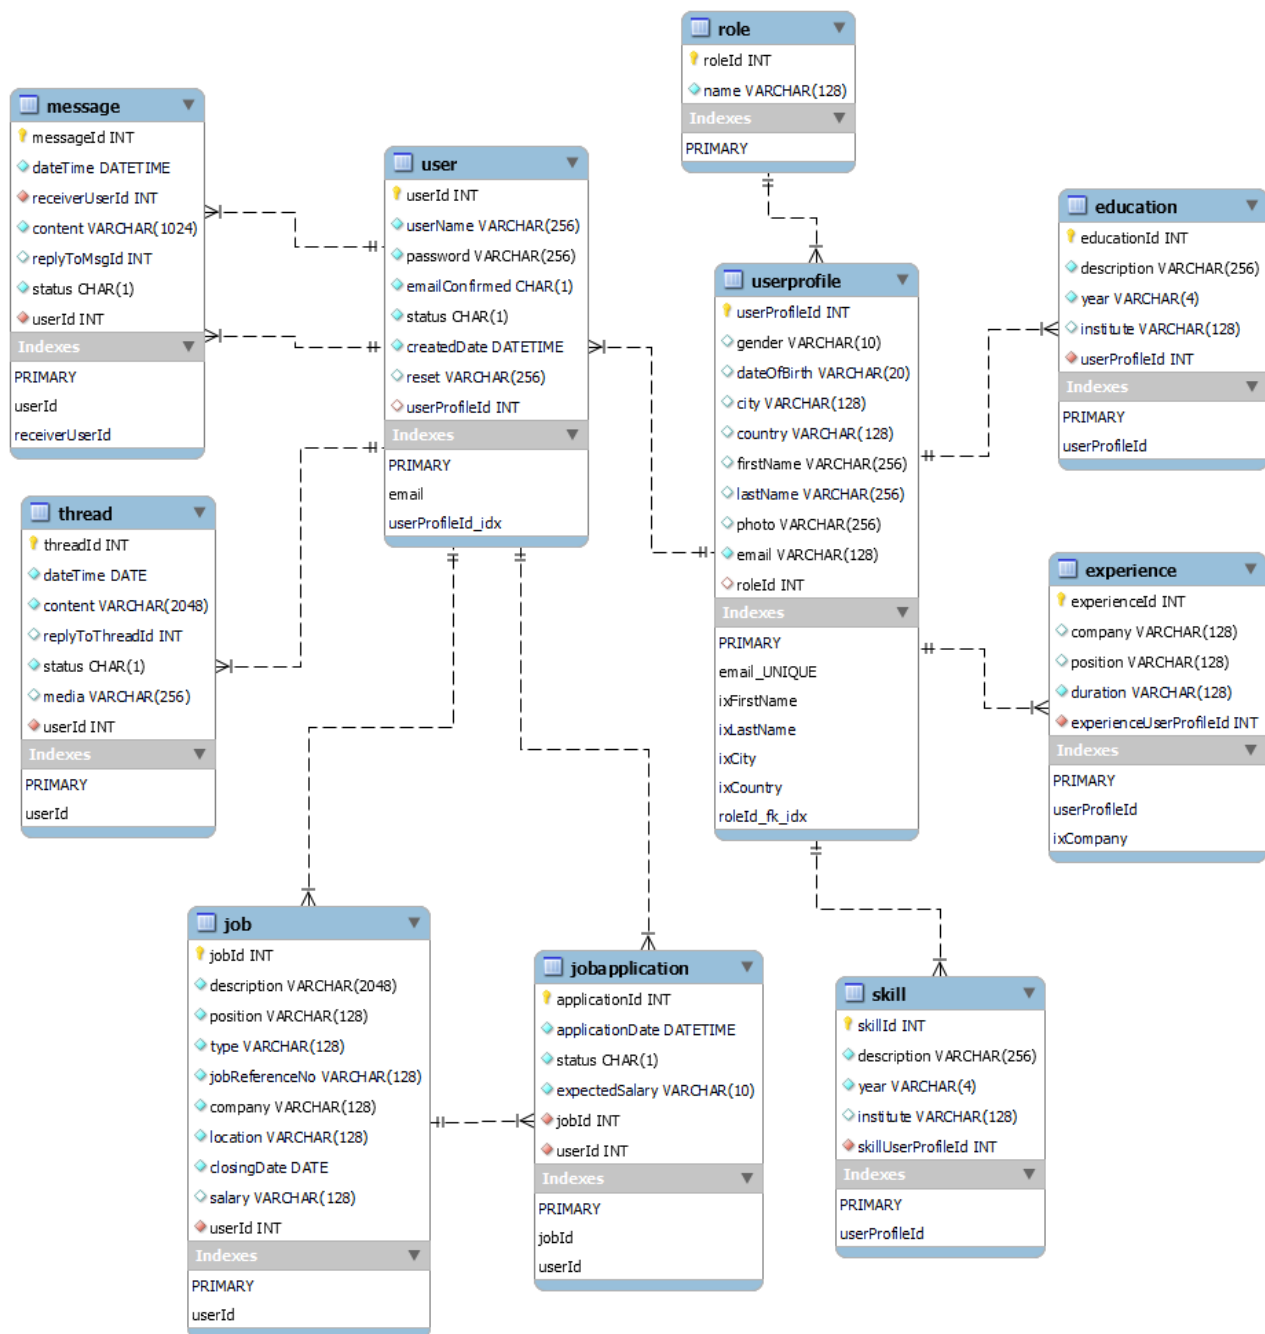 role
roleId INT
name VARCHAR(128)
Indexes
PRIMARY
message
messageId INT
dateTime DATETIME
receiverUserId INT
content VARCHAR(1024)
replyToMsgId INT
status CHAR(1)
userId INT
Indexes
PRIMARY
userId
receiverUserId
user
userId INT
userName VARCHAR(256)
password VARCHAR(256)
emailConfirmed CHAR(1)
status CHAR(1)
createdDate DATETIME
reset VARCHAR(256)
userProfileId INT
Indexes
PRIMARY
email
userProfileId_idx
userprofile
userProfileId INT
gender VARCHAR(10)
dateOfBirth VARCHAR(20)
city VARCHAR(128)
country VARCHAR(128)
firstName VARCHAR(256)
lastName VARCHAR(256)
photo VARCHAR(256)
email VARCHAR(128)
roleId INT
Indexes
PRIMARY
email_UNIQUE
ixFirstName
ixLastName
ixCity
ixCountry
roleId_fk_idx
education
educationId INT
description VARCHAR(256)
year VARCHAR(4)
institute VARCHAR(128)
userProfileId INT
Indexes
PRIMARY
userProfileId
thread
threadId INT
dateTime DATE
content VARCHAR(2048)
replyToThreadId INT
status CHAR(1)
media VARCHAR(256)
userId INT
Indexes
PRIMARY
userId
experience
experienceId INT
company VARCHAR(128)
position VARCHAR(128)
duration VARCHAR(128)
experienceUserProfileId INT
Indexes
PRIMARY
userProfileId
ixCompany
job
jobId INT
description VARCHAR(2048)
position VARCHAR(128)
type VARCHAR(128)
jobReferenceNo VARCHAR(128)
company VARCHAR(128)
location VARCHAR(128)
closingDate DATE
salary VARCHAR(128)
userId INT
Indexes
PRIMARY
userId
jobapplication
applicationId INT
applicationDate DATETIME
status CHAR(1)
expectedSalary VARCHAR(10)
jobId INT
userId INT
Indexes
PRIMARY
jobId
userId
skill
skillId INT
description VARCHAR(256)
year VARCHAR(4)
institute VARCHAR(128)
skillUserProfileId INT
Indexes
PRIMARY
userProfileId